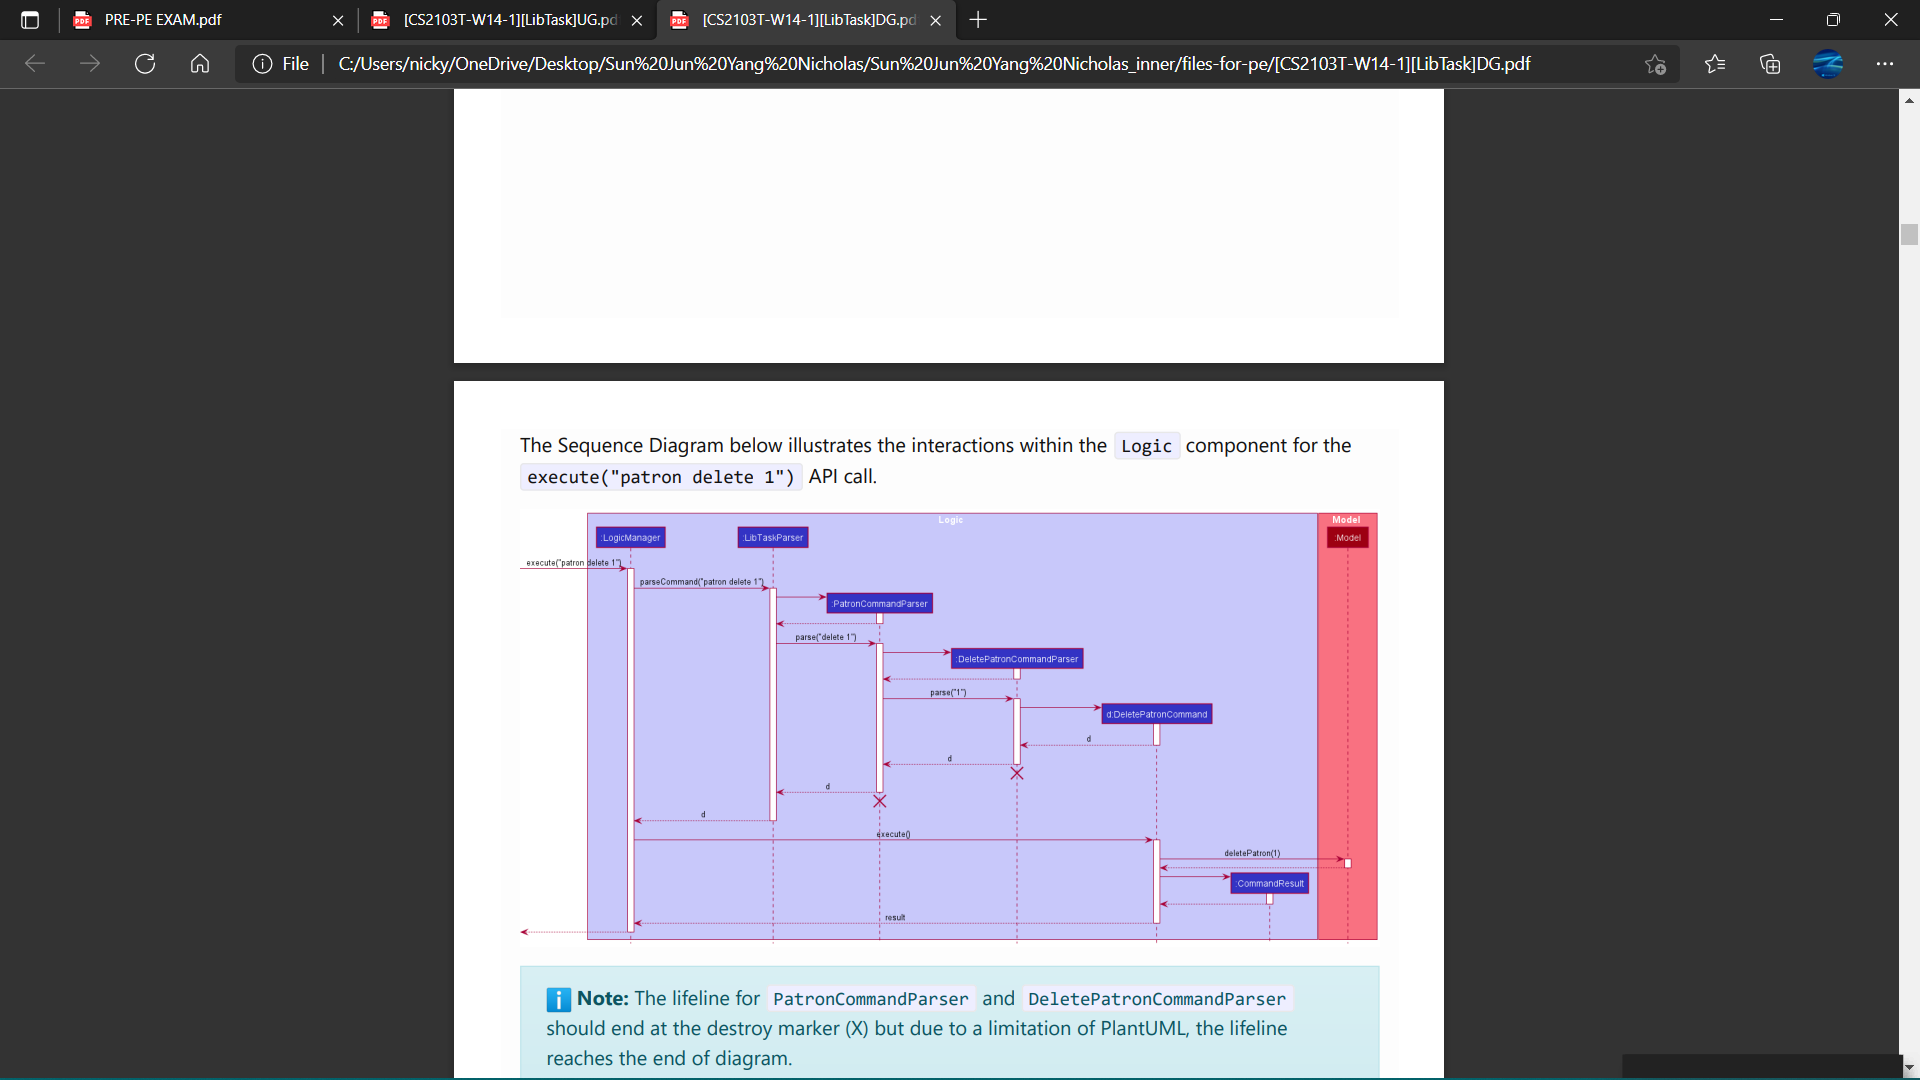 PRE-PE EXAM.pdf
[CS2103T-W14-1][LibTask]UG.pd
[CS2103T-W14-1][LibTask]DG.pd
File
C:/Users/nicky/OneDrive/Desktop/Sun%20Jun%20Yang%20Nicholas/Sun%20Jun%20Yang%20Nicholas_inner/files-for-pe/[CS2103T-W14-1][LibTask]DG.pdf
The Sequence Diagram below illustrates the interactions within the Logic component for the
execute("patron delete 1") API call.
Logic
Model
:LogicManager
:LibTaskParser
:Model
execute("patron delete 1")
parseCommand("patron delete 1")
:PatronCommandParser
parse("delete 1")
:DeletePatronCommandParser
parse("1")
d:DeletePatronCommand
d
d
d
d
execute()
deletePatron(1)
:CommandResult
result
Note: The lifeline for PatronCommandParser and DeletePatronCommandParser
should end at the destroy marker (X) but due to a limitation of PlantUML, the lifeline
reaches the end of diagram.